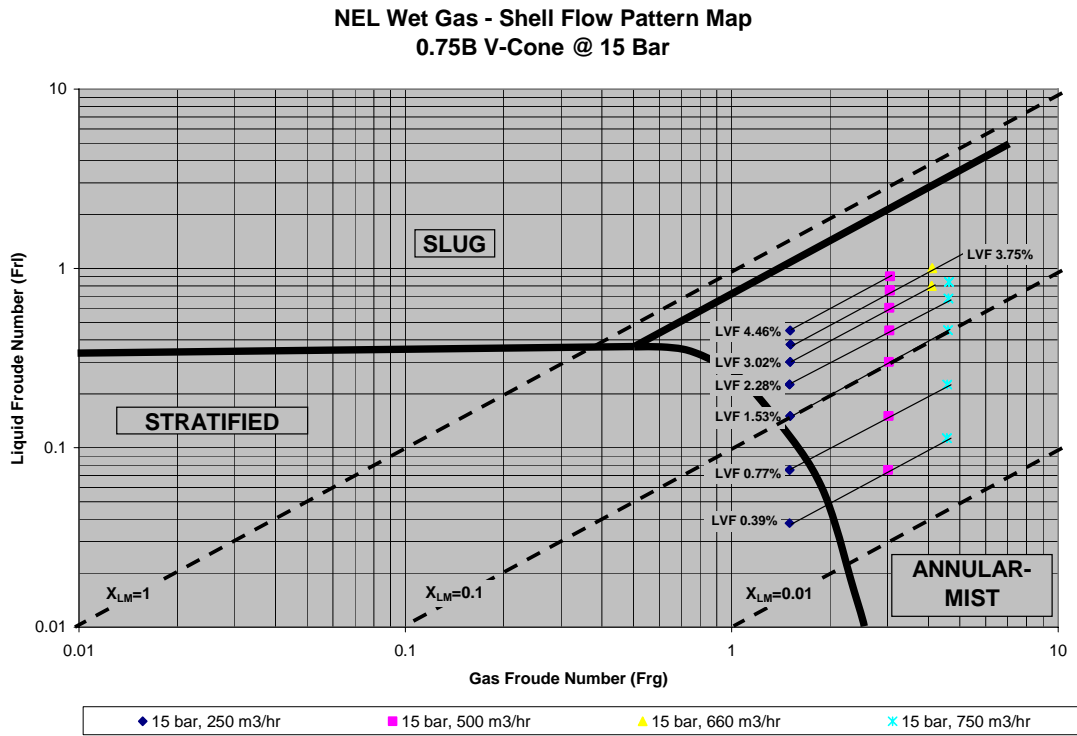 NEL Wet Gas - Shell Flow Pattern Map
0.75B V-Cone @ 15 Bar
10
1
0.1
0.01
Liquid Froude Number (Frl)
SLUG
STRATIFIED
ANNULAR-
MIST
LVF 3.75%
LVF 4.46%
LVF 3.02%
LVF 2.28%
LVF 1.53%
LVF 0.77%
LVF 0.39%
XLM=1
XLM=0.1
XLM=0.01
0.01
0.1
1
10
Gas Froude Number (Frg)
15 bar, 250 m3/hr
15 bar, 500 m3/hr
15 bar, 660 m3/hr
15 bar, 750 m3/hr